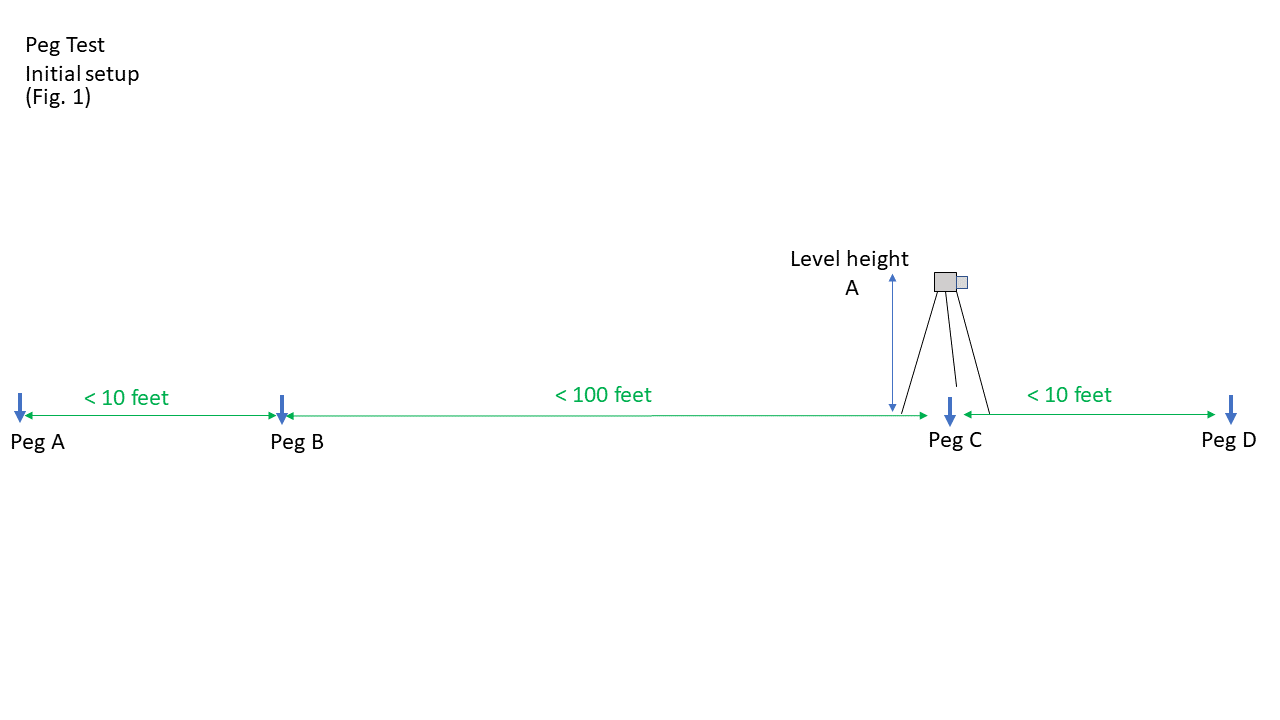 Peg Test
Initial setup
(Fig. 1)
Level height
A
< 10 feet
< 100 feet
< 10 feet
Peg A
Peg B
Peg C
Peg D